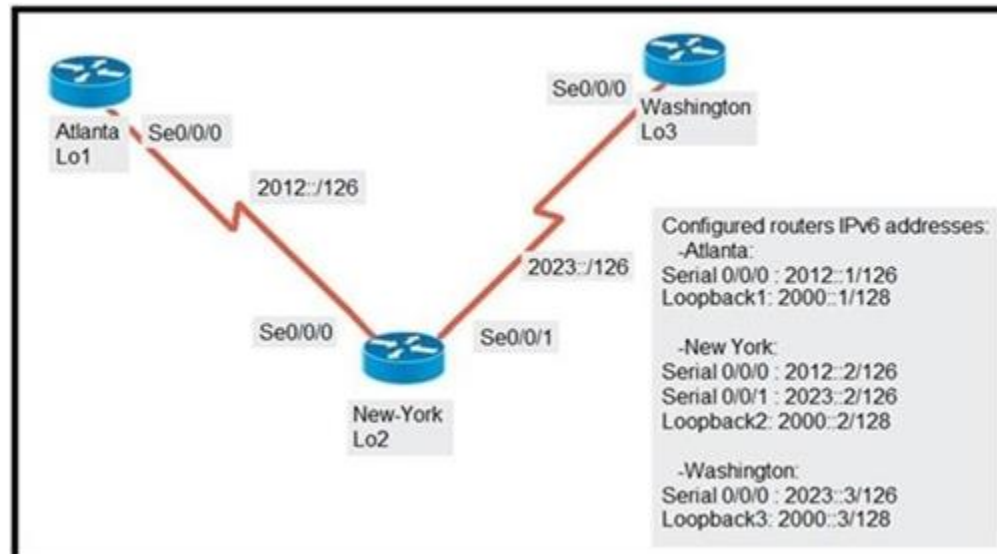 Atlanta
Lo1
Se0/0/0
2012::/126
Se0/0/0
Washington
Lo3
2023::/126
Se0/0/0
Se0/0/1
New-York
Lo2
Configured routers IPv6 addresses:
-Atlanta:
Serial 0/0/0 : 2012::1/126
Loopback1: 2000::1/128
-New York:
Serial 0/0/0 : 2012::2/126
Serial 0/0/1 : 2023::2/126
Loopback2: 2000::2/128
-Washington:
Serial 0/0/0 : 2023::3/126
Loopback3: 2000::3/128